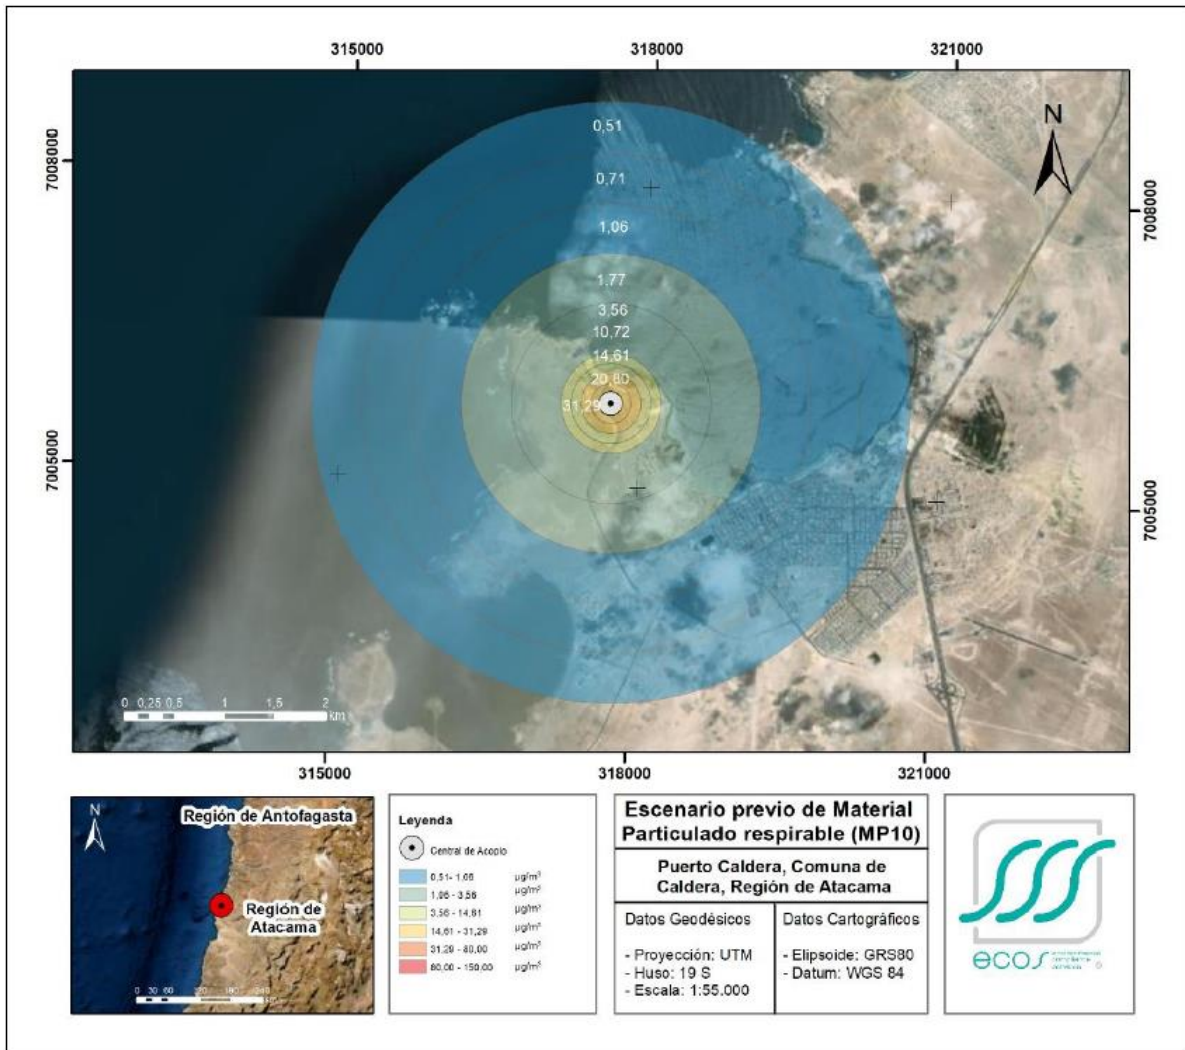 315000
318000
321000
7008000
7008000
7005000
7005000
N
0,51
0,71
1,06
1.77
3,56
10,72
14,61
20,80
31,29
0 0,25 0,5 1 1,5 2
km
315000
318000
321000
N
Región de Antofagasta
Región de
Atacama
Leyenda
Central de Acopio
0,51- 1,06 µg/m³
1,06 - 3,56 µg/m³
3,56 - 14,61 µg/m³
14,61 - 31,29 µg/m³
31,29 - 80,00 µg/m³
80,00 - 150,00 µg/m³
Escenario previo de Material
Particulado respirable (MP10)
Puerto Caldera, Comuna de
Caldera, Región de Atacama
Datos Geodésicos
- Proyección: UTM
- Huso: 19 S
- Escala: 1:55.000
Datos Cartográficos
- Elipsoide: GRS80
- Datum: WGS 84
ecos